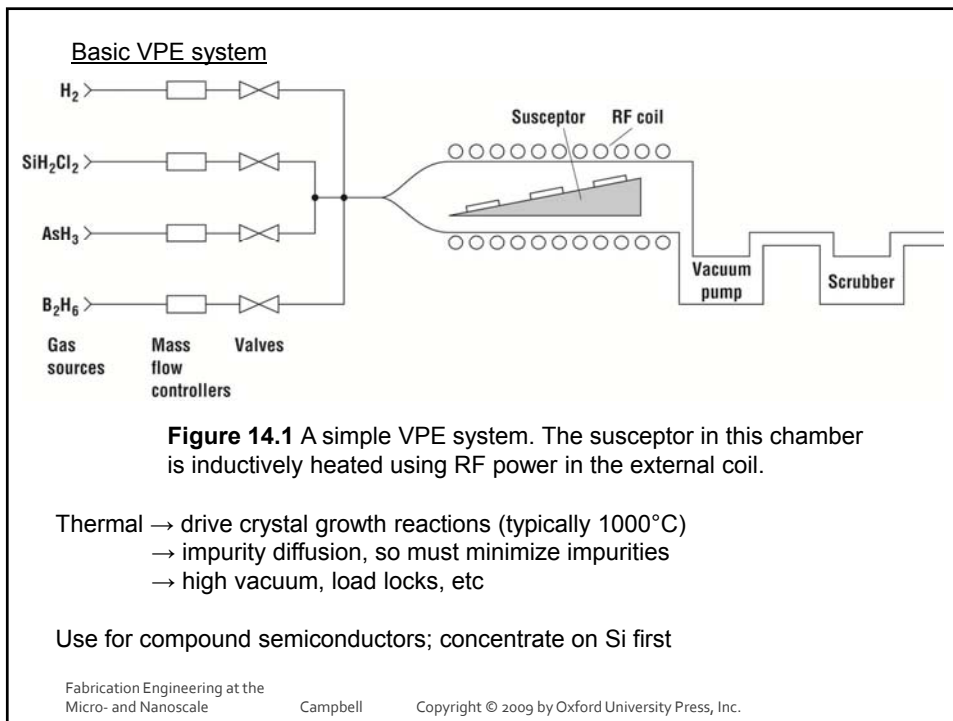 Basic VPE system
H2
Susceptor RF coil
SiH2Cl2
AsH3
B2H6
Vacuum
pump
Scrubber
Gas
sources
Mass
flow
controllers
Valves
Figure 14.1 A simple VPE system. The susceptor in this chamber
is inductively heated using RF power in the external coil.
Thermal → drive crystal growth reactions (typically 1000°C)
→ impurity diffusion, so must minimize impurities
→ high vacuum, load locks, etc
Use for compound semiconductors; concentrate on Si first
Fabrication Engineering at the
Micro- and Nanoscale Campbell Copyright © 2009 by Oxford University Press, Inc.